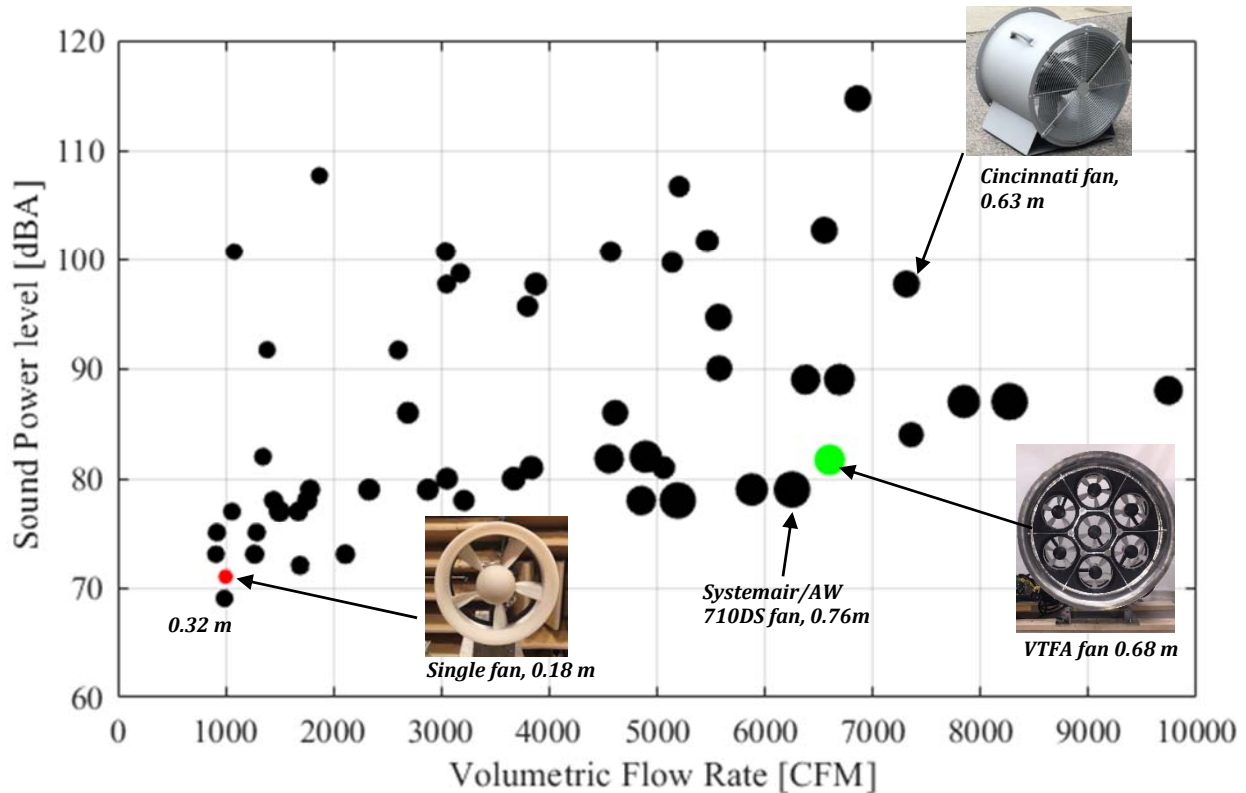 120
110
100
90
80
70
60
Sound Power level [dBA]
0
1000
2000
3000
4000
5000
6000
7000
8000
9000
10000
Volumetric Flow Rate [CFM]
Cincinnati fan,
0.63 m
Systemair/AW
710DS fan, 0.76m
VTFA fan 0.68 m
0.32 m
Single fan, 0.18 m